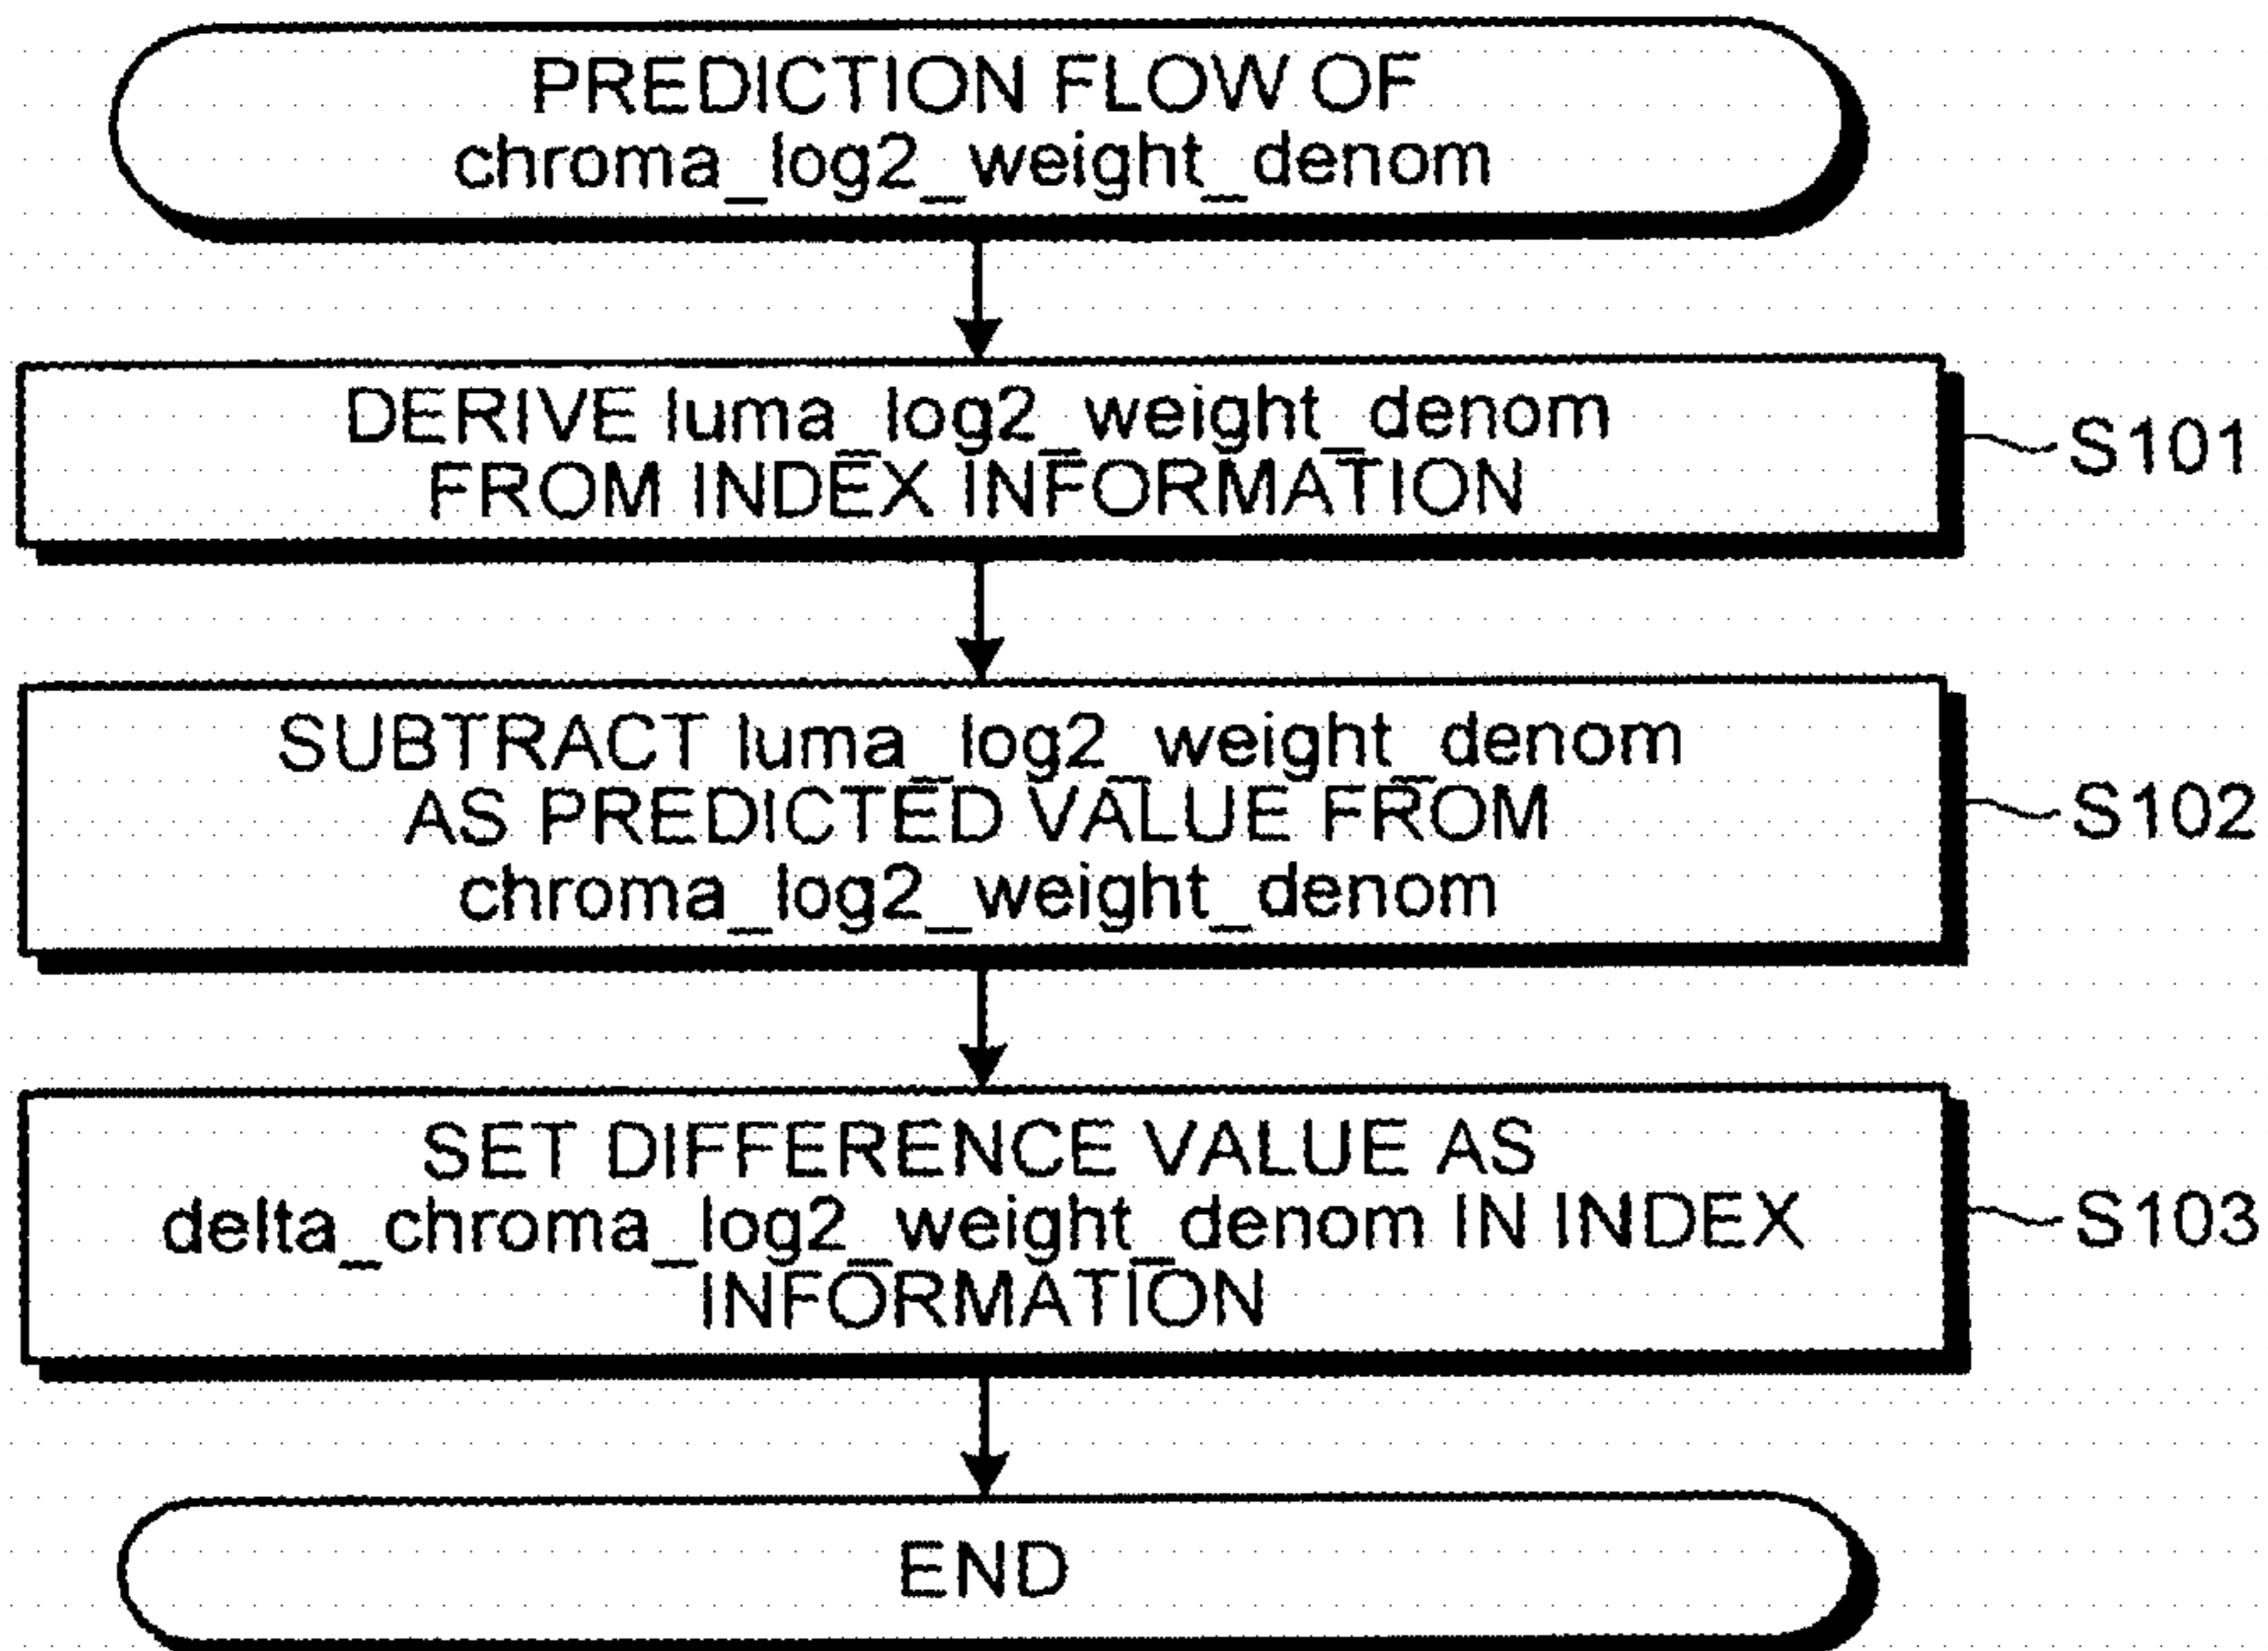 PREDICTION FLOW OF
chroma_log2_weight_denom
DERIVE luma_log2_weight_denom
FROM INDEX INFORMATION
S101
SUBTRACT luma_log2_weight_denom
AS PREDICTED VALUE FROM
chroma_log2_weight_denom
S102
SET DIFFERENCE VALUE AS
delta_chroma_log2_weight_denom IN INDEX
INFORMATION
S103
END